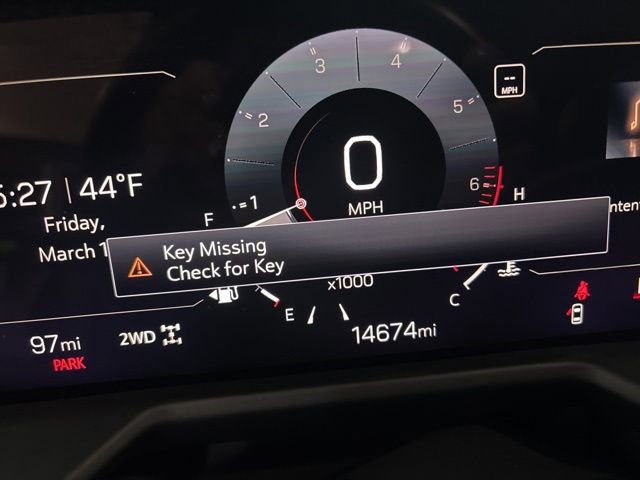 3
4
2
5
-- MPH
:27 | 44°F
6
1
0
Friday,
F
H
MPH
March
Key Missing
Check for Key
x1000
E
C
97mi
2WD
14674mi
PARK